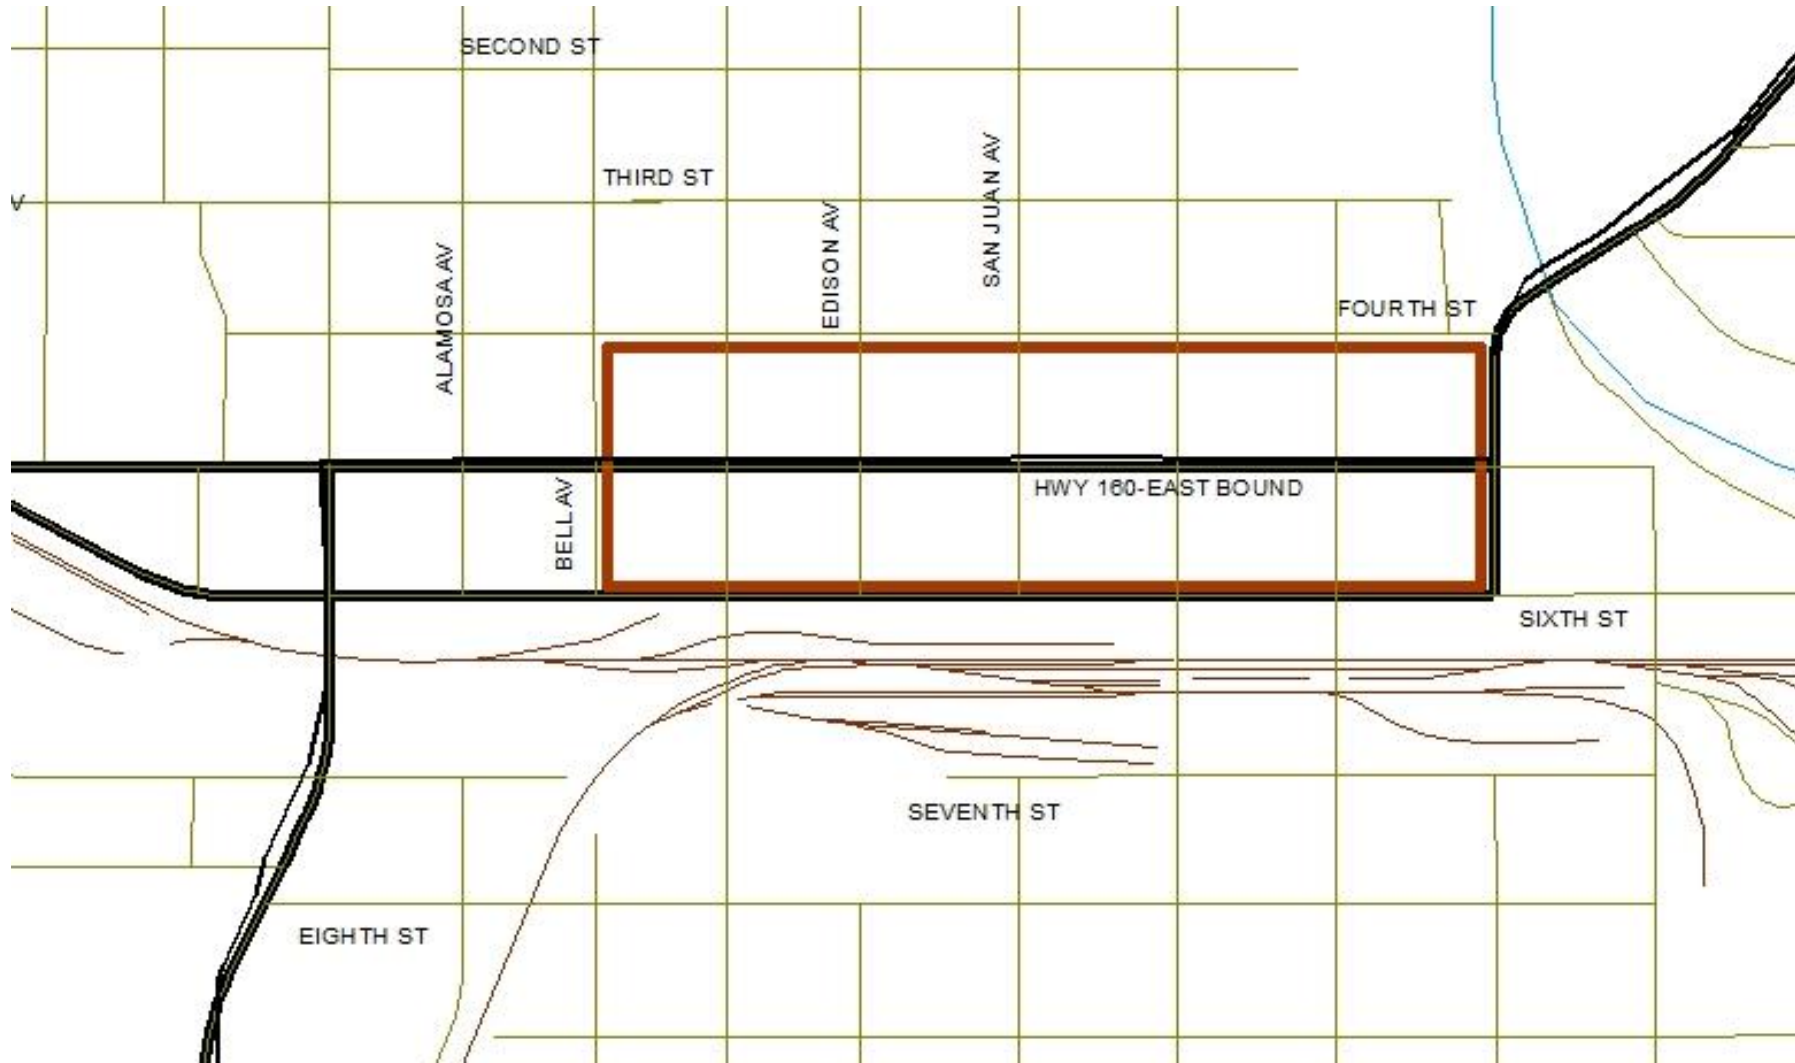 SECOND ST
THIRD ST
SAN JUAN AV
V
EDISON AV
ALAMOSA AV
FOURTH ST
HWY 160-EAST BOUND
BELL AV
SIXTH ST
SEVENTH ST
EIGHTH ST